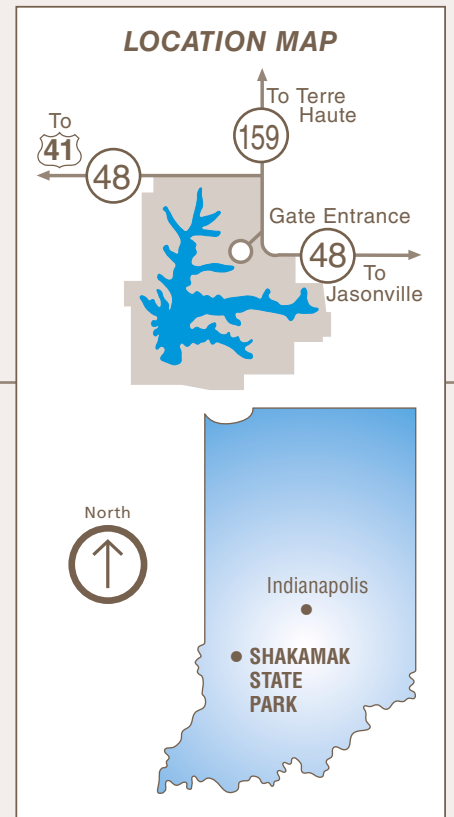 LOCATION MAP
To Terre
Haute
To
41
159
48
Gate Entrance
48
To
Jasonville
North
Indianapolis
SHAKAMAK
STATE
PARK